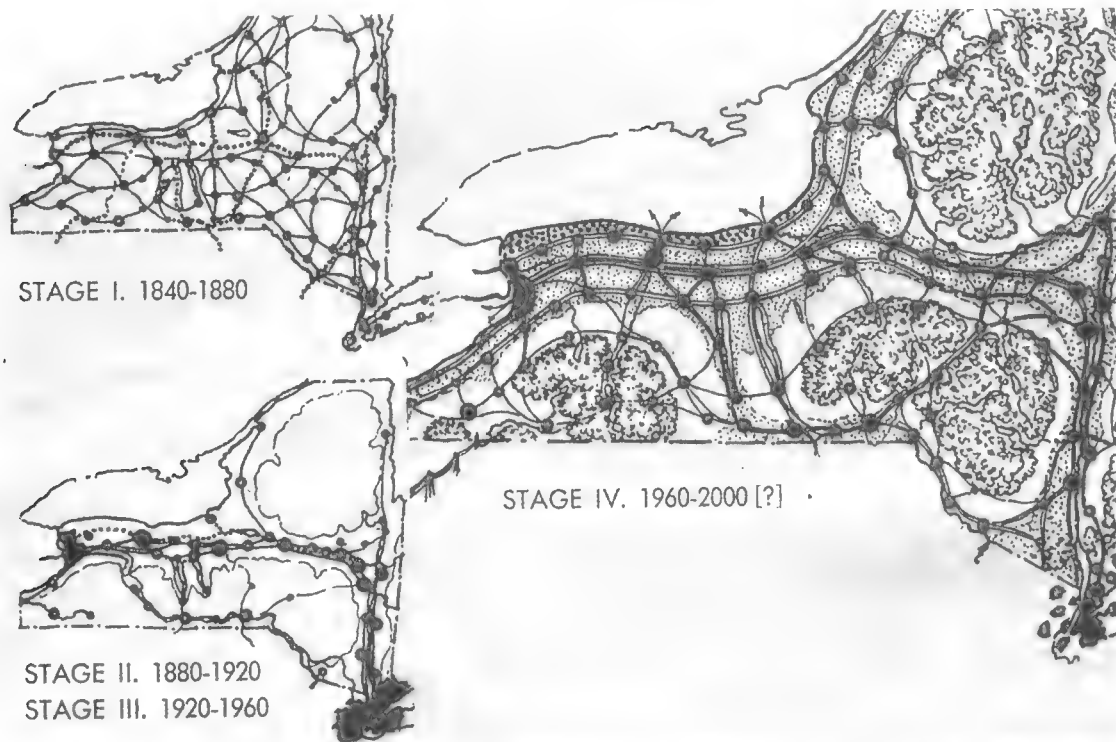 STAGE I. 1840-1880
STAGE IV. 1960-2000 [?]
STAGE II. 1880-1920
STAGE III. 1920-1960